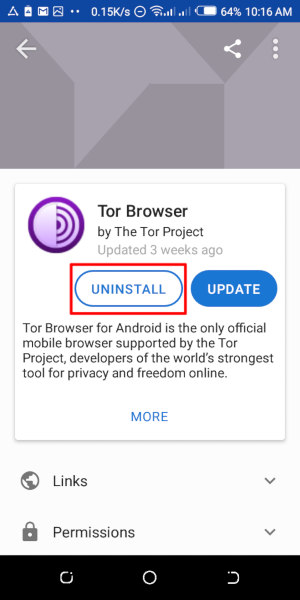 0.15K/s 64% 10:16 AM
Tor Browser
by The Tor Project
Updated 3 weeks ago
UNINSTALL UPDATE
Tor Browser for Android is the only official
mobile browser supported by the Tor
Project, developers of the world's strongest
tool for privacy and freedom online.
MORE
Links
Permissions